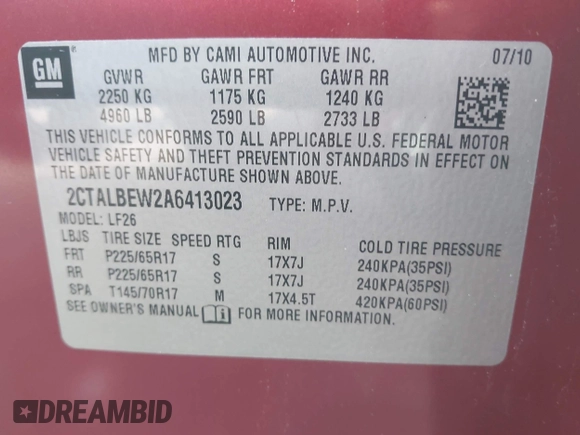 GM
MFD BY CAMI AUTOMOTIVE INC. 07/10
GVWR GAWR FRT GAWR RR
2250 KG 1175 KG 1240 KG
4960 LB 2590 LB 2733 LB
THIS VEHICLE CONFORMS TO ALL APPLICABLE U.S. FEDERAL MOTOR
VEHICLE SAFETY AND THEFT PREVENTION STANDARDS IN EFFECT ON
THE DATE OF MANUFACTURE SHOWN ABOVE.
2CTALBEW2A6413023 TYPE: M.P.V.
MODEL: LF26
LBJS TIRE SIZE SPEED RTG RIM COLD TIRE PRESSURE
FRT P225/65R17 S 17X7J 240KPA(35PSI)
RR P225/65R17 S 17X7J 240KPA(35PSI)
SPA T145/70R17 M 17X4.5T 420KPA(60PSI)
SEE OWNER'S MANUAL FOR MORE INFORMATION.
DREAMBID